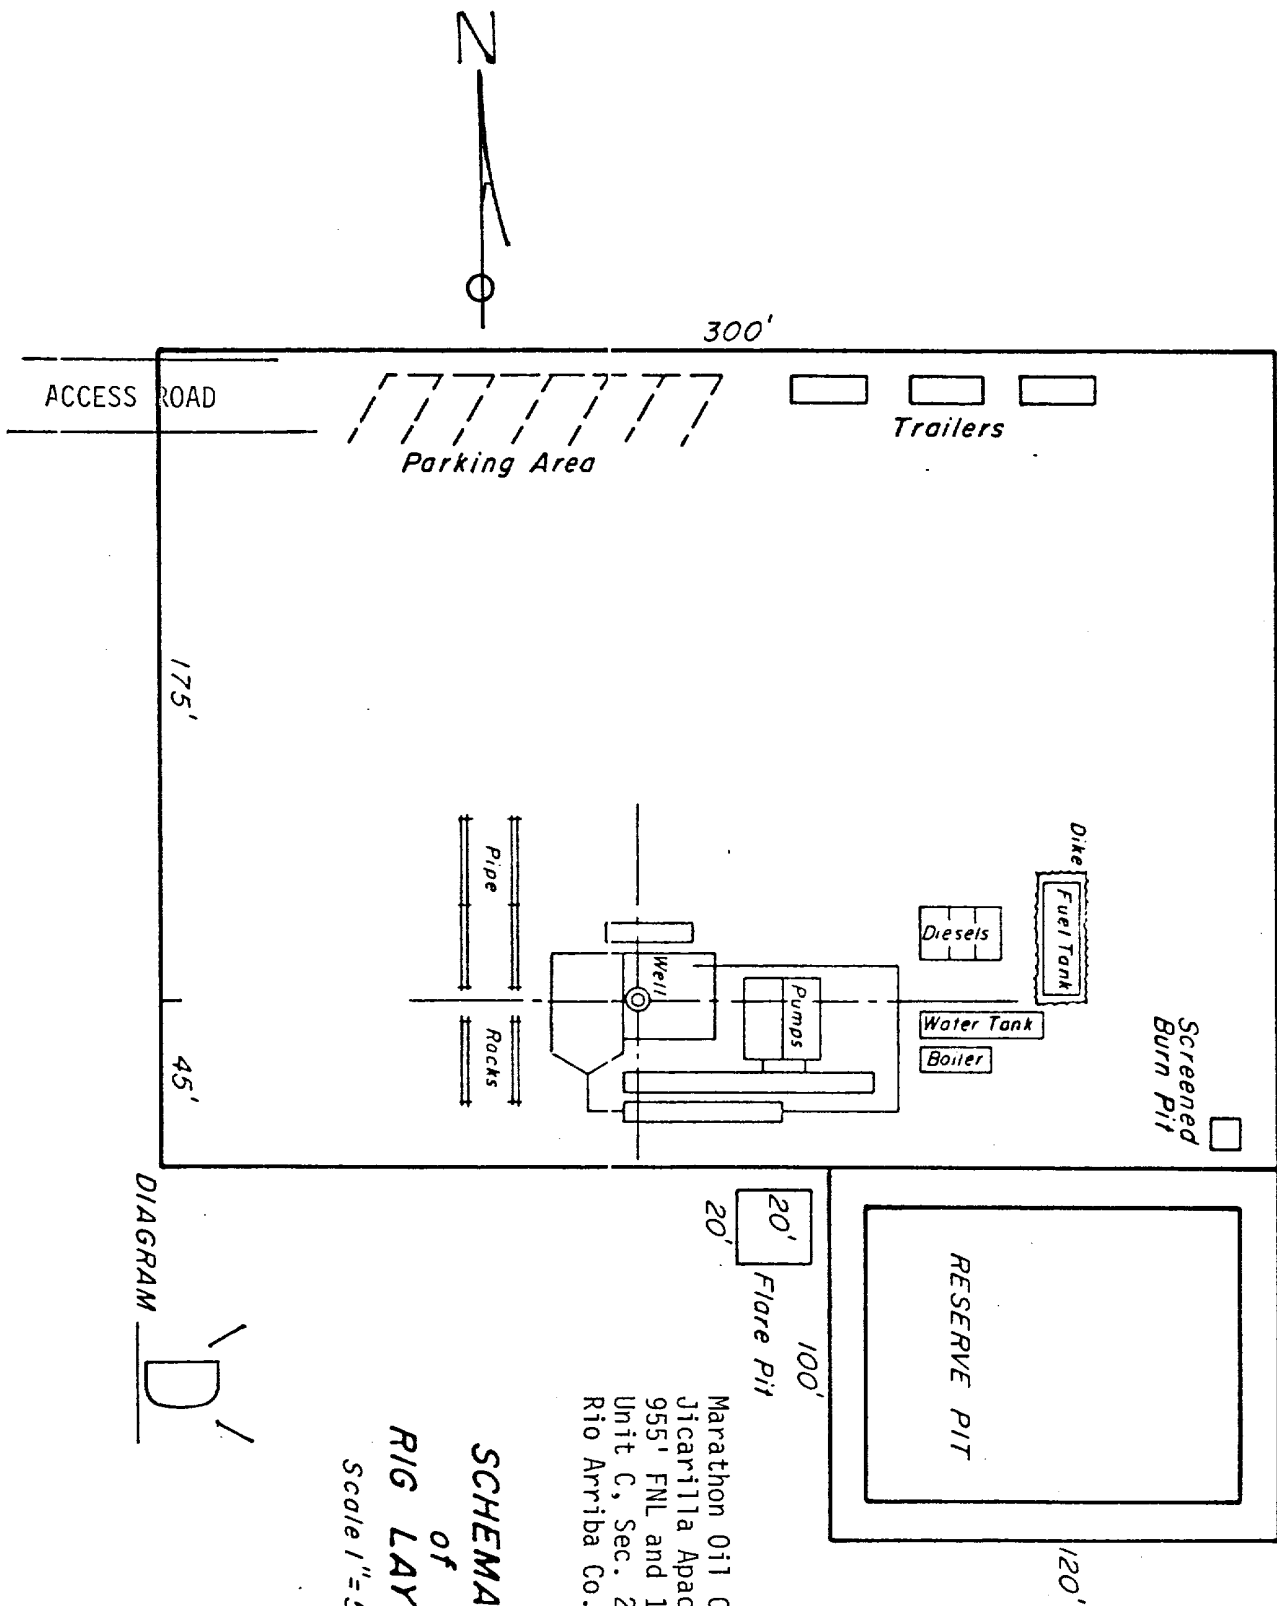 N
300'
ACCESS ROAD
Parking Area
Trailers
175'
45'
Pipe
Racks
Well
Pumps
Diesels
Dike
Fuel Tank
Water Tank
Boiler
Screened
Burn Pit
20'
20'
Flare Pit
100'
RESERVE PIT
120'
DIAGRAM
D
Marathon Oil C
Jicarilla Apac
955' FNL and 1
Unit C, Sec. 2
Rio Arriba Co.
SCHEMA
of
RIG LAY
Scale 1"=5